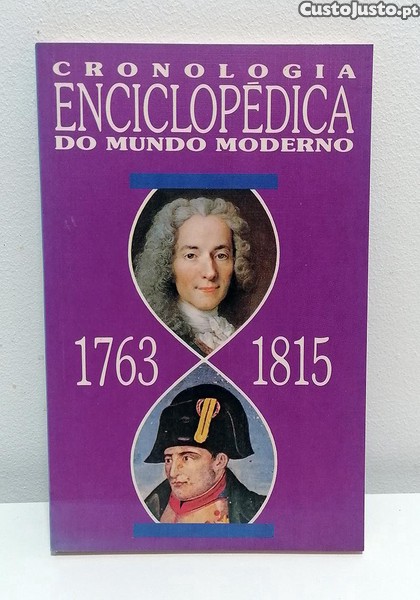 CustoJusto.pt
CRONOLOGIA
ENCICLOPÉDICA
DO MUNDO MODERNO
1763 1815